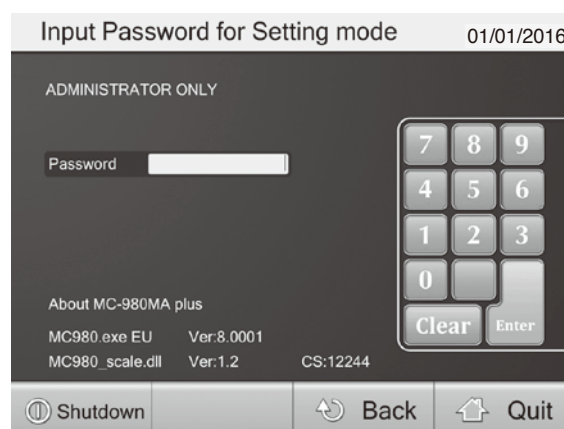 Input Password for Setting mode 01/01/2016
ADMINISTRATOR ONLY
Password
7 8 9
4 5 6
1 2 3
0
Clear Enter
About MC-980MA plus
MC980.exe EU Ver:8.0001
MC980_scale.dll Ver:1.2 CS:12244
Shutdown Back Quit